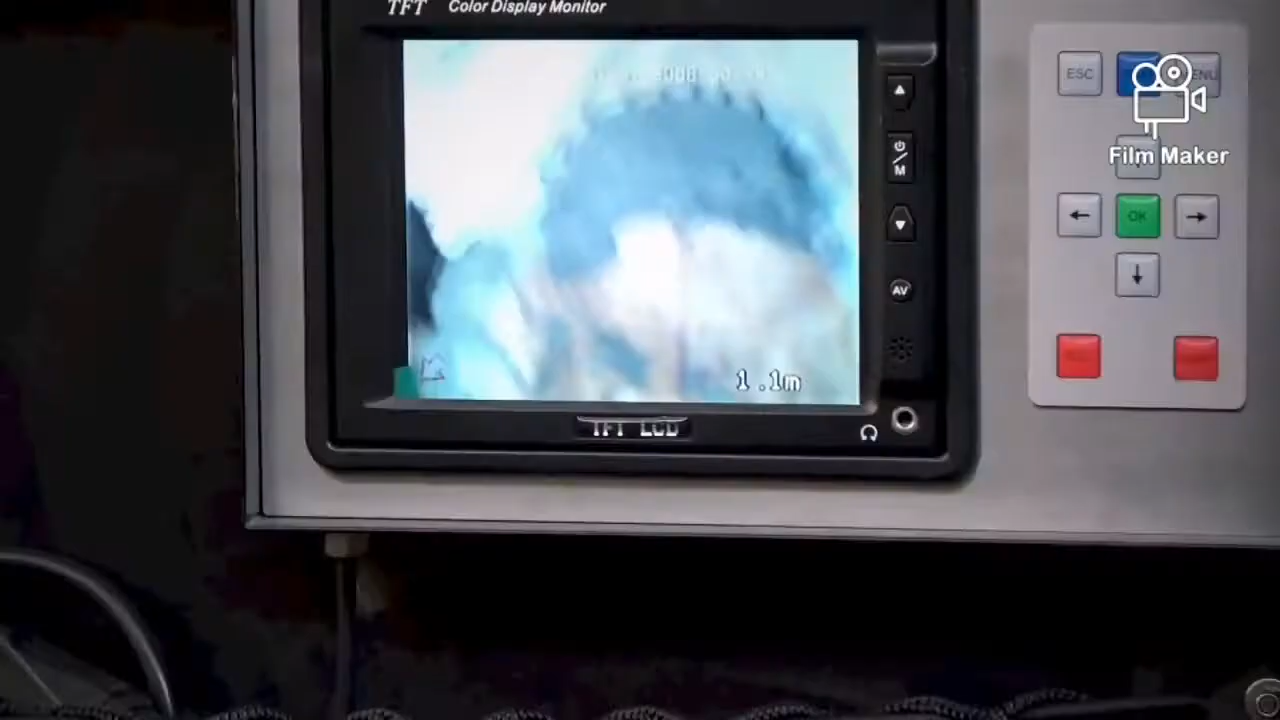 TFT Color Display Monitor
ESC
M
AV
OK
Film Maker
1.1m
TFT LCD